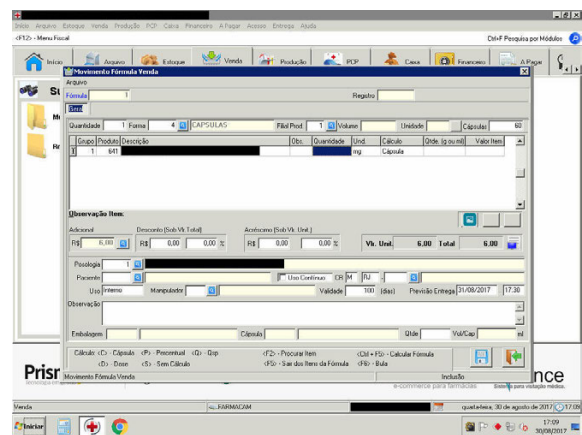 Início Arquivo Estoque Venda Produção PCP Caixa Financeiro A Pagar Acesso Entrega Ajuda
<F12> - Menu Fiscal Ctrl+F Pesquisa por Módulos
Início Arquivo Estoque Venda Produção PCP Caixa Financeiro A Pagar
Movimento Fórmula Venda
Arquivo
Fórmula 1 Registro
Quantidade 1 Forma 4 CAPSULAS Filial Prod. 1 Volume Unidade Cápsulas 60
Grupo Produto Descrição Obs. Quantidade Und. Cálculo Qtde. (g ou ml) Valor Item
T 1 641 mg Cápsula
Observação Item:
Adicional Desconto (Sob Vlr. Total) Acréscimo (Sob Vlr. Unit.)
R$ 6,00 R$ 0,00 0,00 % R$ 0,00 0,00 % Vlr. Unit. 6,00 Total 6,00
Posologia 1
Paciente Uso Contínuo CR M RJ -
Uso Interno Manipulador Validade 100 (dias) Previsão Entrega 31/08/2017 17:30
Observação
Embalagem Cápsula Qtde Vol/Cap ml
Cálculo: <C> - Cápsula <P> - Percentual <Q> - Qsp <F2> - Procurar Item <Ctrl + F5> - Calcular Fórmula
<D> - Dose <S> - Sem Cálculo <F5> - Sair dos Itens da Fórmula <F6> - Bula
Movimento Fórmula Venda Inclusão
Prism nce
e-commerce para farmácias Sistema para visitação médica.
Venda FARMACAM quarta-feira, 30 de agosto de 2017 17:09
Iniciar 17:09
30/08/2017